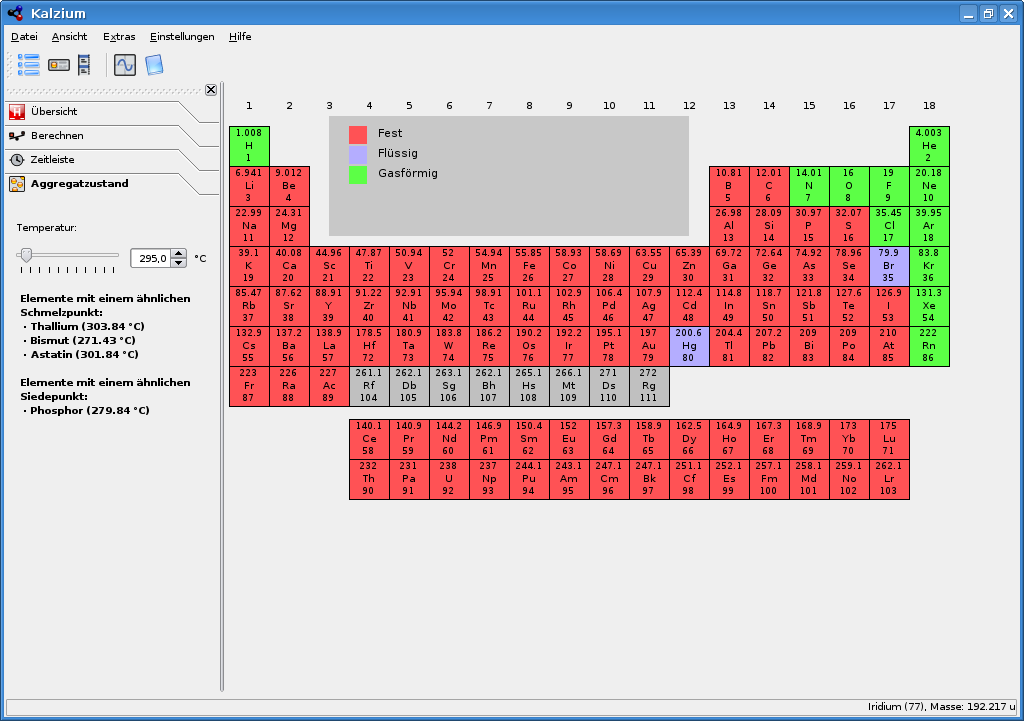 Kalzium
Datei Ansicht Extras Einstellungen Hilfe
Übersicht
Berechnen
Zeitleiste
Aggregatzustand
Temperatur:
295,0 °C
Elemente mit einem ähnlichen
Schmelzpunkt:
· Thallium (303.84 °C)
· Bismut (271.43 °C)
· Astatin (301.84 °C)
Elemente mit einem ähnlichen
Siedepunkt:
· Phosphor (279.84 °C)
1 2 3 4 5 6 7 8 9 10 11 12 13 14 15 16 17 18
Fest
Flüssig
Gasförmig
1.008 4.003
H He
1 2
6.941 9.012 10.81 12.01 14.01 16 19 20.18
Li Be B C N O F Ne
3 4 5 6 7 8 9 10
22.99 24.31 26.98 28.09 30.97 32.07 35.45 39.95
Na Mg Al Si P S Cl Ar
11 12 13 14 15 16 17 18
39.1 40.08 44.96 47.87 50.94 52 54.94 55.85 58.93 58.69 63.55 65.39 69.72 72.64 74.92 78.96 79.9 83.8
K Ca Sc Ti V Cr Mn Fe Co Ni Cu Zn Ga Ge As Se Br Kr
19 20 21 22 23 24 25 26 27 28 29 30 31 32 33 34 35 36
85.47 87.62 88.91 91.22 92.91 95.94 98.91 101.1 102.9 106.4 107.9 112.4 114.8 118.7 121.8 127.6 126.9 131.3
Rb Sr Y Zr Nb Mo Tc Ru Rh Pd Ag Cd In Sn Sb Te I Xe
37 38 39 40 41 42 43 44 45 46 47 48 49 50 51 52 53 54
132.9 137.2 138.9 178.5 180.9 183.8 186.2 190.2 192.2 195.1 197 200.6 204.4 207.2 209 209 210 222
Cs Ba La Hf Ta W Re Os Ir Pt Au Hg Tl Pb Bi Po At Rn
55 56 57 72 73 74 75 76 77 78 79 80 81 82 83 84 85 86
223 226 227 261.1 262.1 263.1 262.1 265.1 266.1 271 272
Fr Ra Ac Rf Db Sg Bh Hs Mt Ds Rg
87 88 89 104 105 106 107 108 109 110 111
140.1 140.9 144.2 146.9 150.4 152 157.3 158.9 162.5 164.9 167.3 168.9 173 175
Ce Pr Nd Pm Sm Eu Gd Tb Dy Ho Er Tm Yb Lu
58 59 60 61 62 63 64 65 66 67 68 69 70 71
232 231 238 237 244.1 243.1 247.1 247.1 251.1 252.1 257.1 258.1 259.1 262.1
Th Pa U Np Pu Am Cm Bk Cf Es Fm Md No Lr
90 91 92 93 94 95 96 97 98 99 100 101 102 103
Iridium (77), Masse: 192.217 u